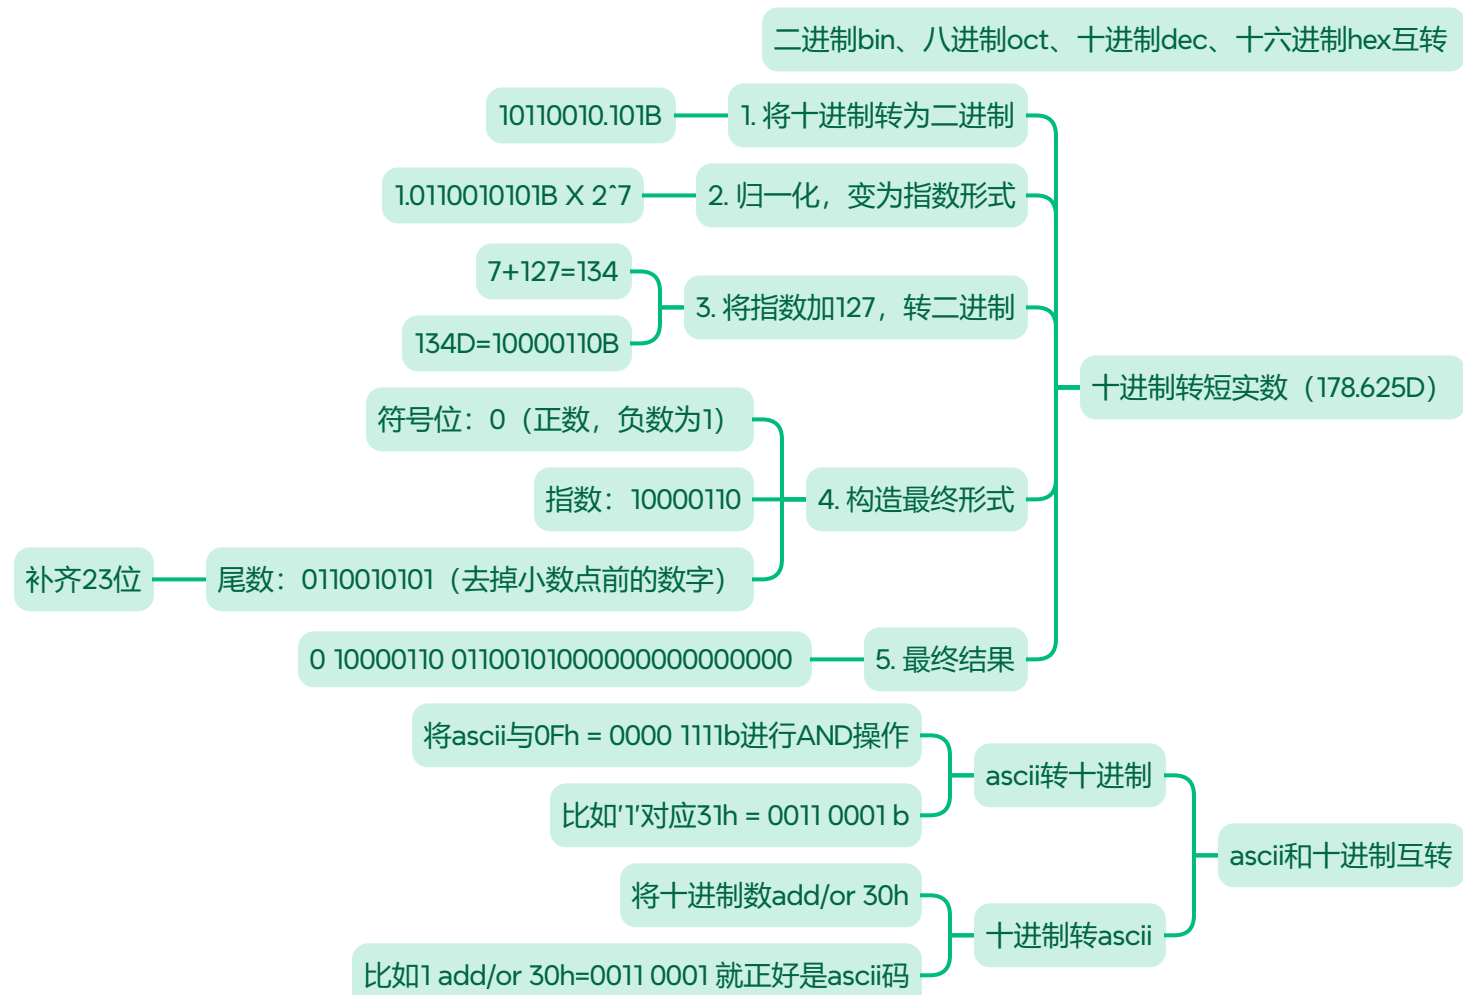 二进制bin、八进制oct、十进制dec、十六进制hex互转
十进制转短实数（178.625D）
1. 将十进制转为二进制
10110010.101B
2. 归一化，变为指数形式
1.0110010101B X 2^7
3. 将指数加127，转二进制
7+127=134
134D=10000110B
4. 构造最终形式
符号位：0（正数，负数为1）
指数：10000110
尾数：0110010101（去掉小数点前的数字）
补齐23位
5. 最终结果
0 10000110 01100101000000000000000
ascii和十进制互转
ascii转十进制
将ascii与0Fh = 0000 1111b进行AND操作
比如'1'对应31h = 0011 0001 b
十进制转ascii
将十进制数add/or 30h
比如1 add/or 30h=0011 0001 就正好是ascii码